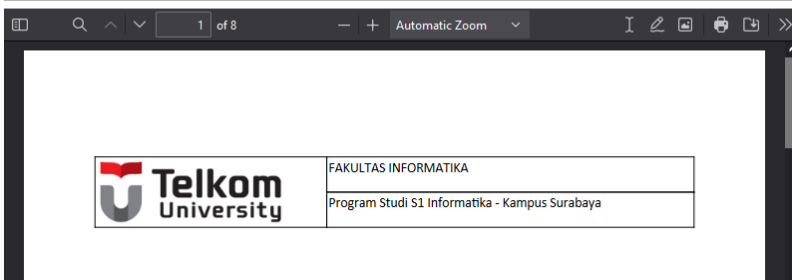 1 of 8
Automatic Zoom
Telkom
University
FAKULTAS INFORMATIKA
Program Studi S1 Informatika - Kampus Surabaya